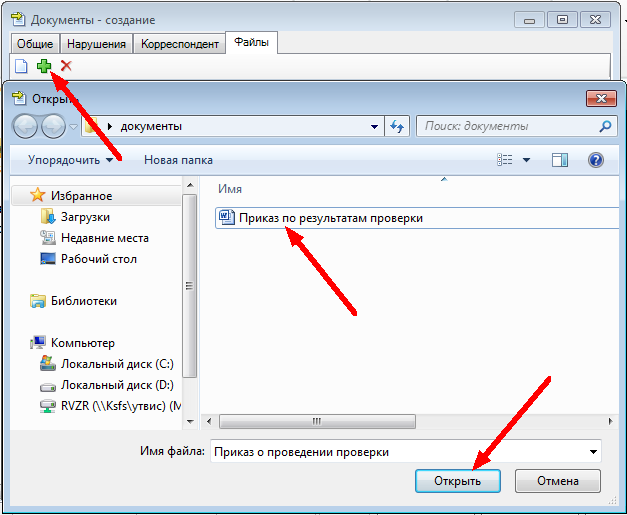 Документы - создание
Общие Нарушения Корреспондент Файлы
Открыть
документы Поиск: документы
Упорядочить Новая папка
Имя
Избранное
Загрузки
Недавние места
Рабочий стол
Библиотеки
Компьютер
Локальный диск (C:)
Локальный диск (D:)
RVZR (\\Ksfs\утвис) (M
Приказ по результатам проверки
Имя файла: Приказ о проведении проверки
Открыть Отмена